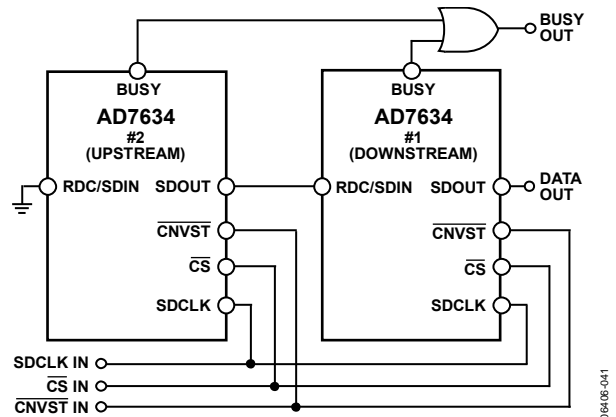 BUSY
OUT
BUSY
AD7634
#2
(UPSTREAM)
RDC/SDIN SDOUT
CNVST
CS
SDCLK
BUSY
AD7634
#1
(DOWNSTREAM)
RDC/SDIN SDOUT
DATA
OUT
CNVST
CS
SDCLK
SDCLK IN
CS IN
CNVST IN
06406-041